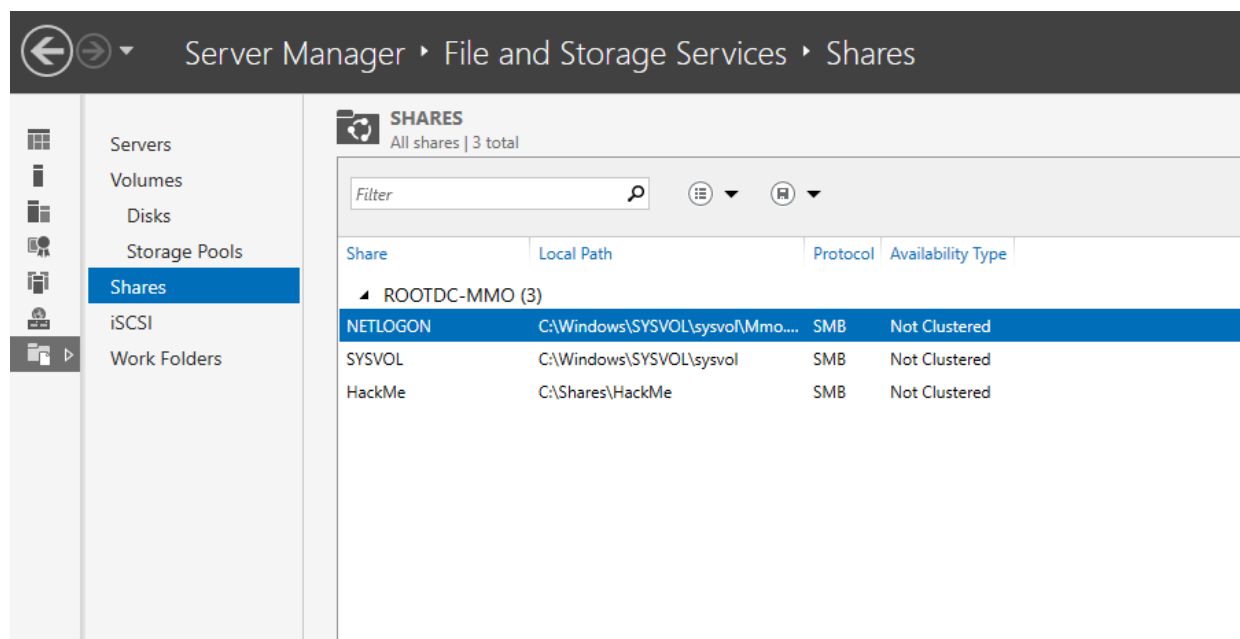 Server Manager ‣ File and Storage Services ‣ Shares
Servers
Volumes
Disks
Storage Pools
Shares
iSCSI
Work Folders
SHARES
All shares | 3 total
Filter
Share Local Path Protocol Availability Type
ROOTDC-MMO (3)
NETLOGON C:\Windows\SYSVOL\sysvol\Mmo.... SMB Not Clustered
SYSVOL C:\Windows\SYSVOL\sysvol SMB Not Clustered
HackMe C:\Shares\HackMe SMB Not Clustered